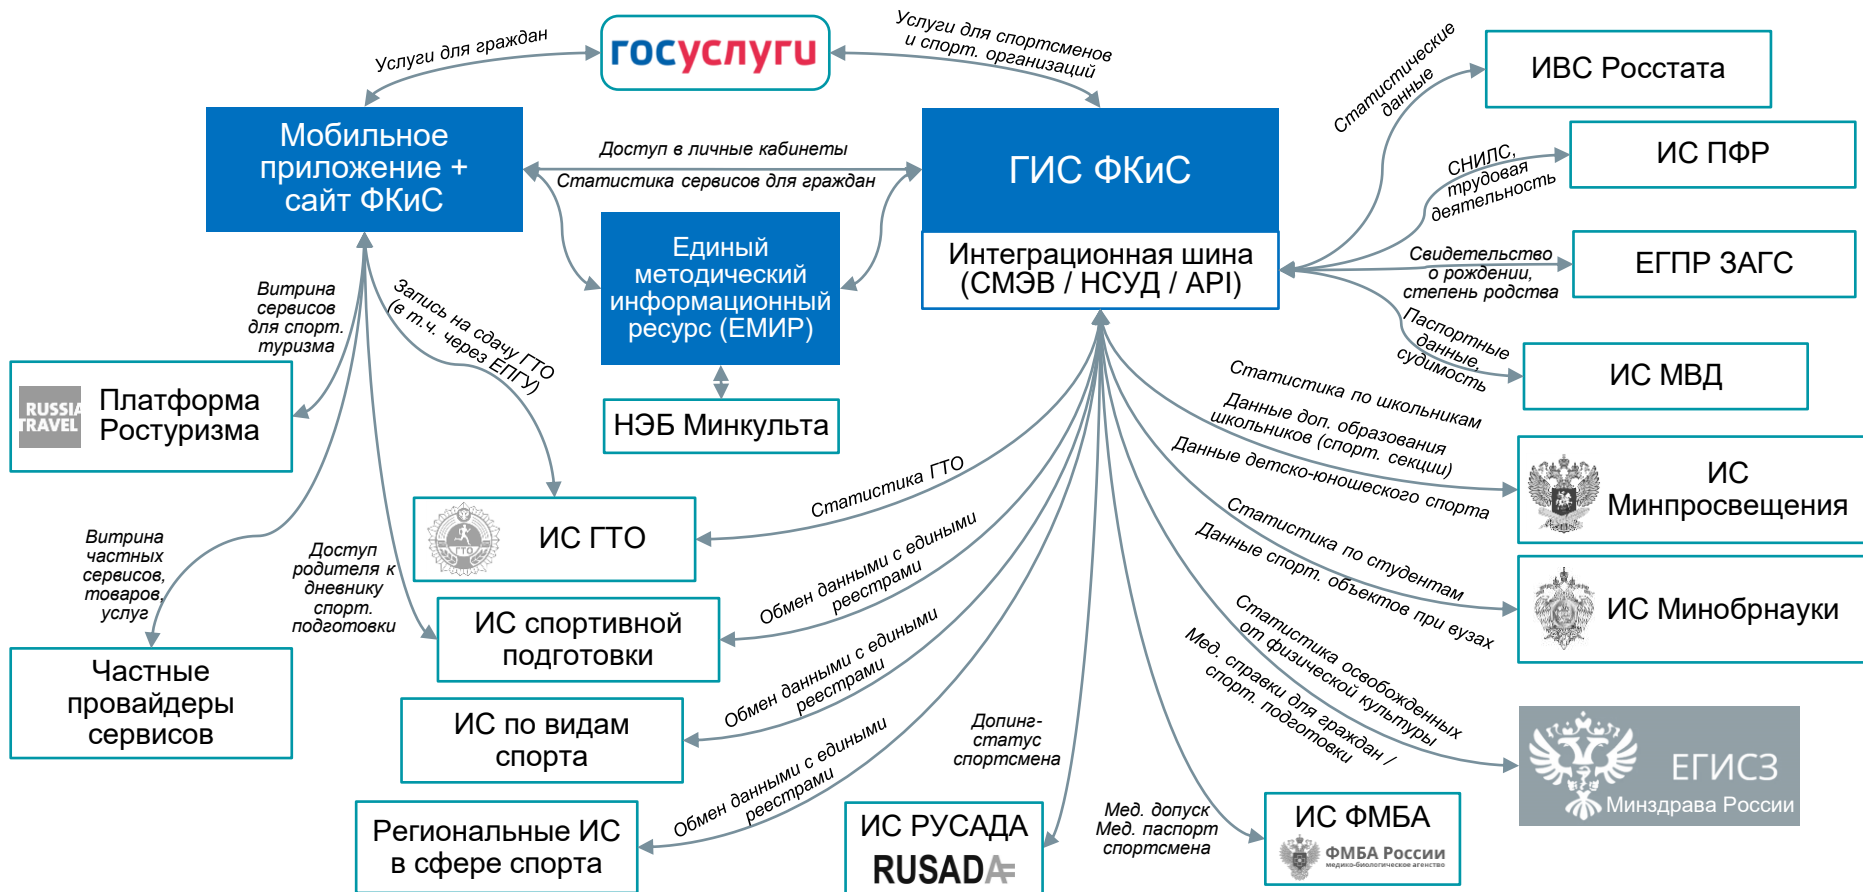 Услуги для граждан
госуслуги
Услуги для спортсменов
и спорт. организаций
Статистические
данные
ИВС Росстата
Мобильное
приложение +
сайт ФКиС
Доступ в личные кабинеты
Статистика сервисов для граждан
ГИС ФКиС
СНИЛС,
трудовая
деятельность
ИС ПФР
Единый
методический
информационный
ресурс (ЕМИР)
Интеграционная шина
(СМЭВ / НСУД / API)
Свидетельство
о рождении,
степень родства
ЕГПР ЗАГС
Витрина
сервисов
для спорт.
туризма
Запись на сдачу ГТО
(в т.ч. через ЕПГУ)
Паспортные
данные,
судимость
ИС МВД
RUSSIA
TRAVEL
Платформа
Ростуризма
НЭБ Минкульта
Статистика по школьникам
Данные доп. образования
школьников (спорт. секции)
Данные детско-юношеского спорта
ИС
Минпросвещения
ГТО
ИС ГТО
Статистика ГТО
Витрина
частных
сервисов,
товаров,
услуг
Доступ
родителя к
дневнику
спорт.
подготовки
Обмен данными с едиными
реестрами
Статистика по студентам
Данные спорт. объектов при вузах
ИС Минобрнауки
ИС спортивной
подготовки
Частные
провайдеры
сервисов
Обмен данными с едиными
реестрами
Статистика освобожденных
от физической культуры
Мед. справки для граждан /
спорт. подготовки
ИС по видам
спорта
Допинг-
статус
спортсмена
ЕГИСЗ
Минздрава России
Обмен данными с едиными
реестрами
Региональные ИС
в сфере спорта
ИС РУСАДА
RUSADA
Мед. допуск
Мед. паспорт
спортсмена
ИС ФМБА
ФМБА России
медико-биологическое агенство